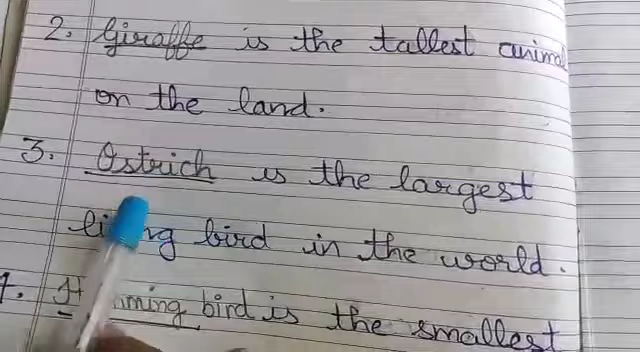 2. Giraffe is the tallest animal
on the land.
3. Ostrich is the largest
bird in the world.
4. bird is the smallest